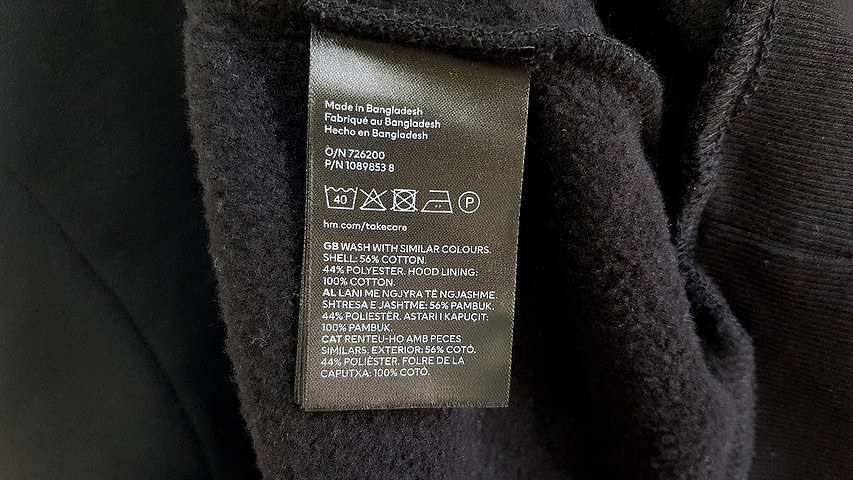 Made in Bangladesh
Fabriqué au Bangladesh
Hecho en Bangladesh
O/N 726200
P/N 1089853 8
40 P
hm.com/takecare
GB WASH WITH SIMILAR COLOURS.
SHELL: 56% COTTON.
44% POLYESTER. HOOD LINING:
100% COTTON.
AL LANI ME NGJYRA TË NGJASHME.
SHTRESA E JASHTME: 56% PAMBUK.
44% POLIESTËR. ASTARI I KAPUÇIT:
100% PAMBUK.
CAT RENTEU-HO AMB PECES
SIMILARS. EXTERIOR: 56% COTÓ.
44% POLIÈSTER. FOLRE DE LA
CAPUTXA: 100% COTÓ.